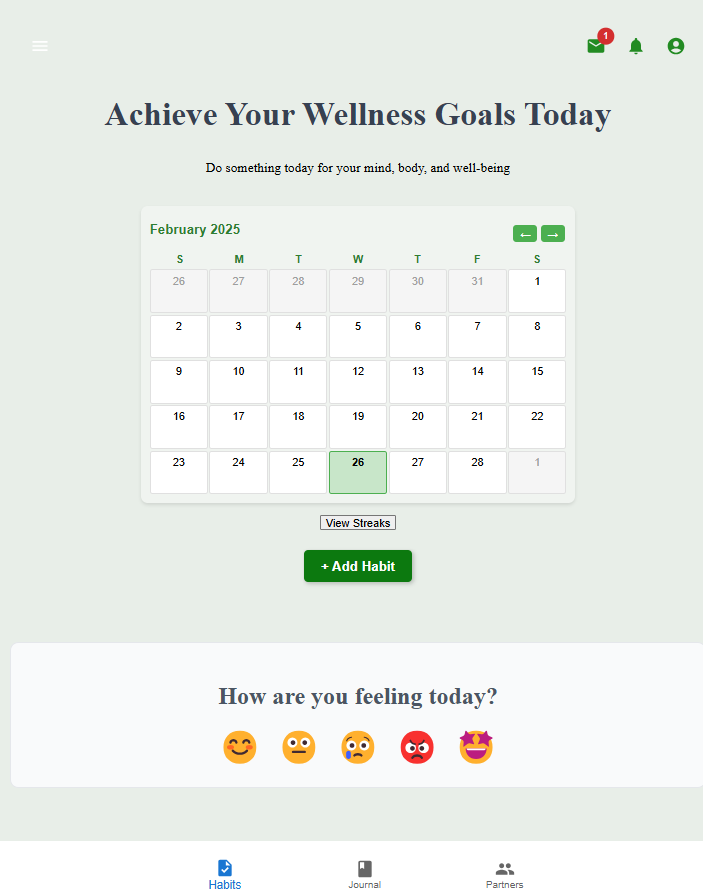 1
Achieve Your Wellness Goals Today
Do something today for your mind, body, and well-being
February 2025 ← →
S M T W T F S
26 27 28 29 30 31 1
2 3 4 5 6 7 8
9 10 11 12 13 14 15
16 17 18 19 20 21 22
23 24 25 26 27 28 1
View Streaks
+ Add Habit
How are you feeling today?
Habits Journal Partners